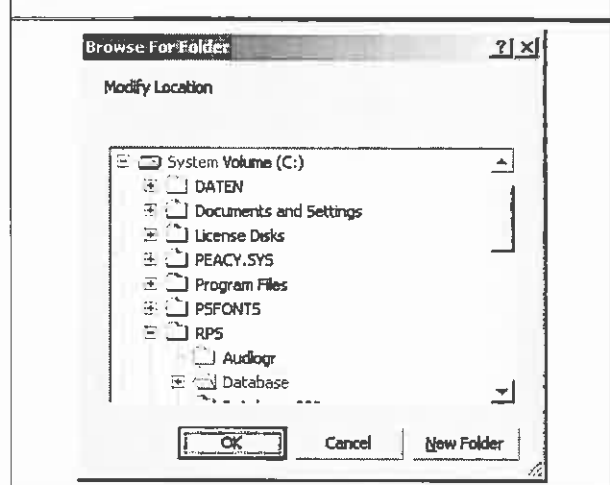 Browse For Folder
Modify Location
System Volume (C:)
DATEN
Documents and Settings
License Disks
PEACY.SYS
Program Files
PSFONTS
RPS
Audiogr
Database
OK Cancel New Folder